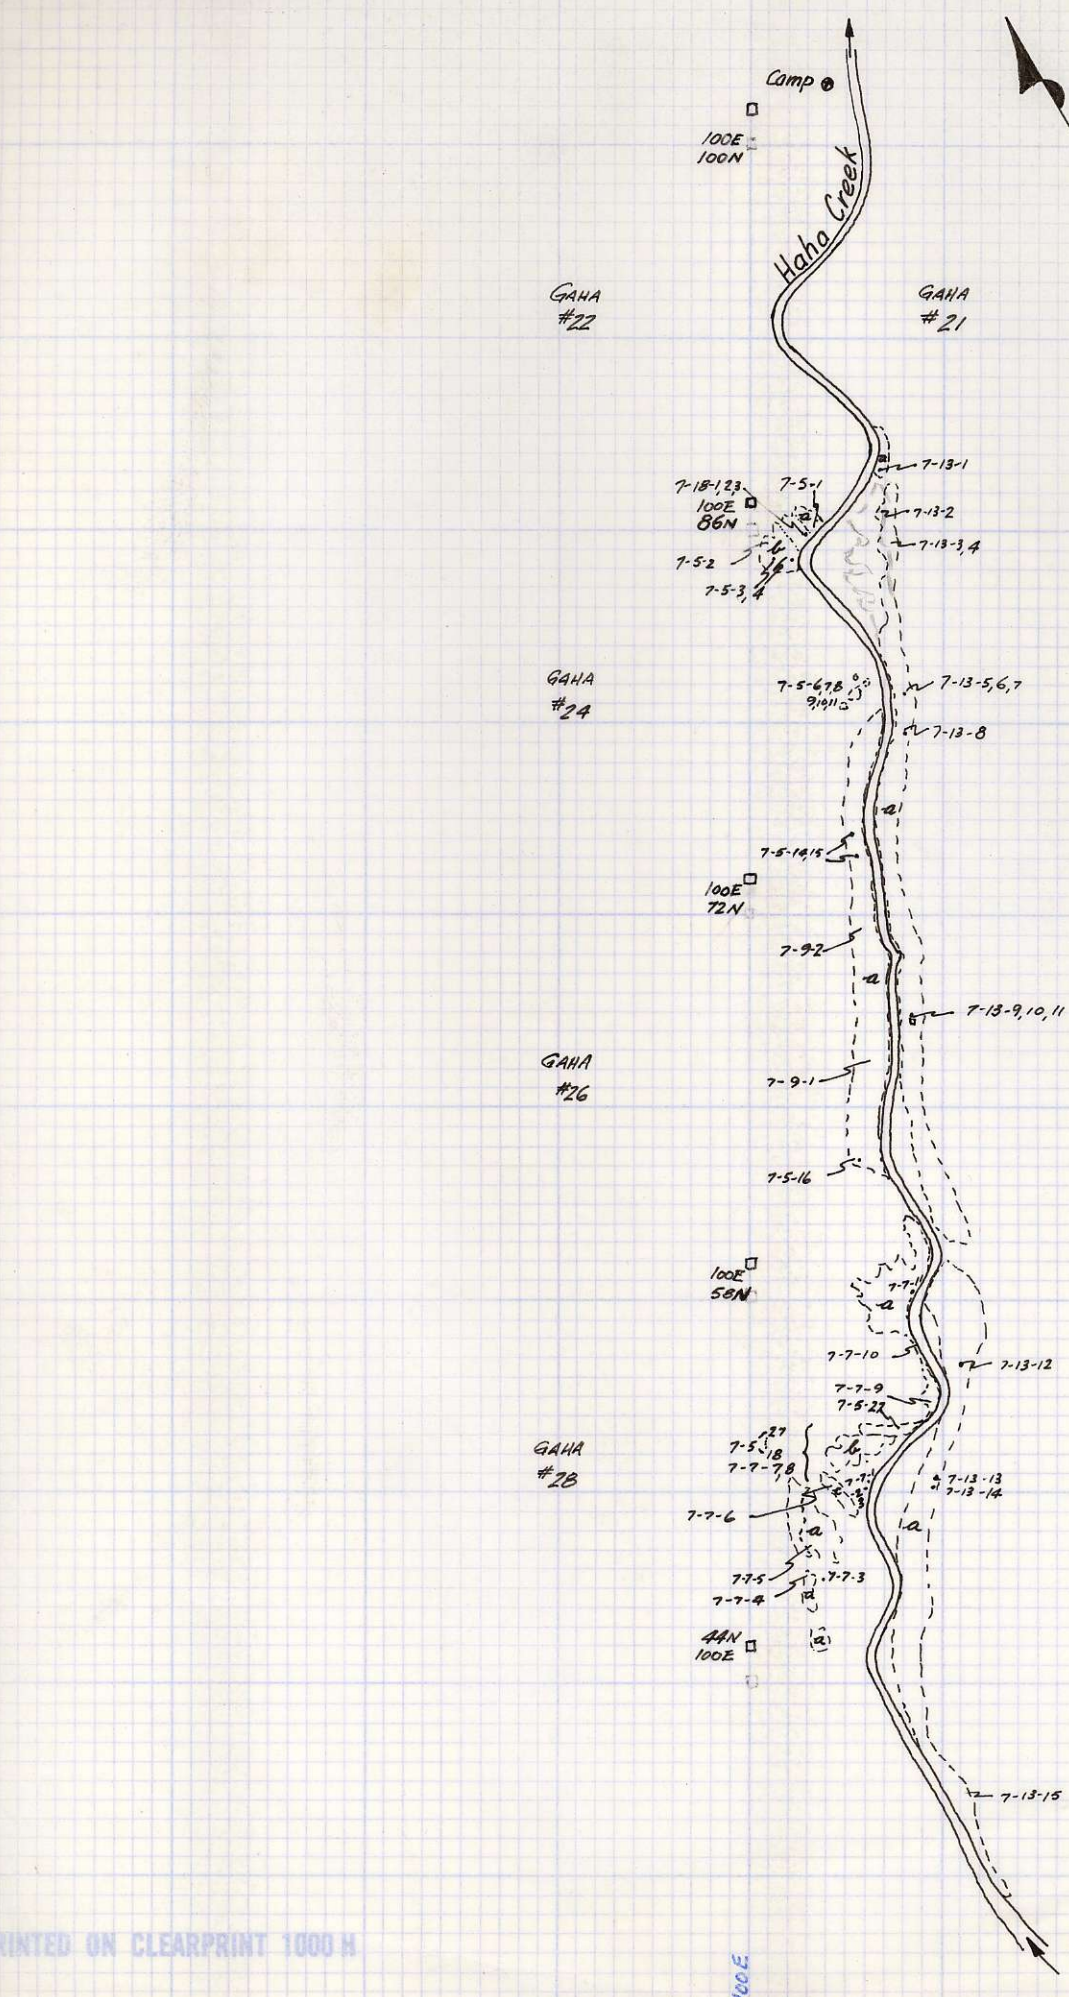 Camp
100E
100N
Haha Creek
GAHA
#22
GAHA
#21
7-13-1
7-18-1,2,3
100E
86N
7-5-1
a
7-13-2
b
7-13-3,4
7-5-2
7-5-3,4
GAHA
#24
7-5-6,7,8
9,10,11
7-13-5,6,7
7-13-8
a
7-5-14,15
100E
72N
7-9-2
a
7-13-9,10,11
GAHA
#26
7-9-1
7-5-16
100E
58N
a
7-7-10
7-13-12
7-7-9
7-5-27
GAHA
#28
7-5 27
18
7-7-7,8
b
7-13-13
7-13-14
7-7-6
a
a
7-7-5
7-7-3
7-7-4
a
44N
100E
a
7-13-15
RINTED ON CLEARPRINT 1000 H
100E